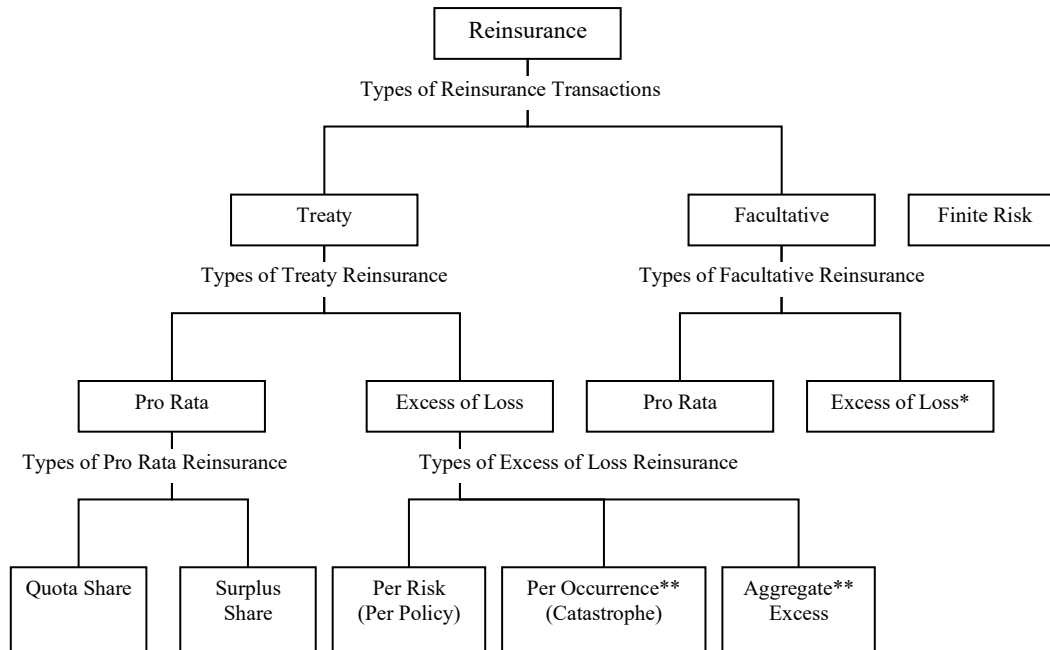 Reinsurance
Types of Reinsurance Transactions
Treaty
Facultative
Finite Risk
Types of Treaty Reinsurance
Types of Facultative Reinsurance
Pro Rata
Excess of Loss
Pro Rata
Excess of Loss*
Types of Pro Rata Reinsurance
Types of Excess of Loss Reinsurance
Quota Share
Surplus
Share
Per Risk
(Per Policy)
Per Occurrence**
(Catastrophe)
Aggregate**
Excess